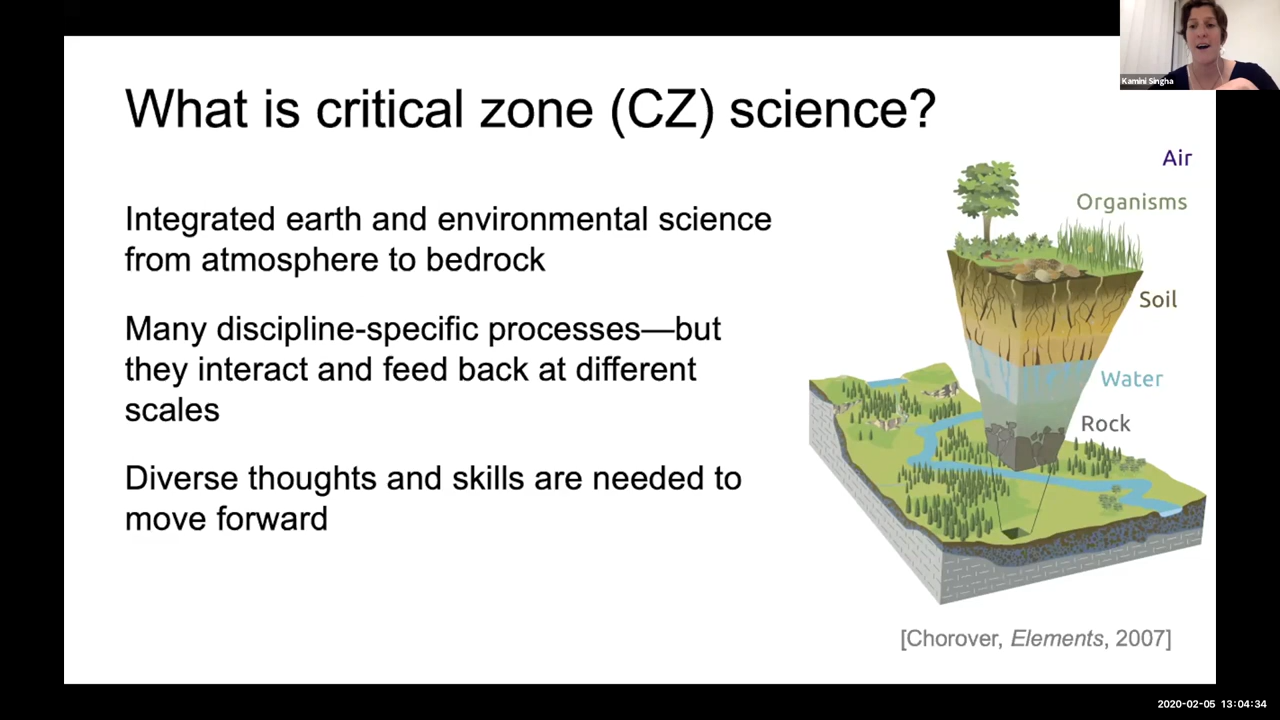 Kamini Singha
What is critical zone (CZ) science?
Air
Organisms
Integrated earth and environmental science
from atmosphere to bedrock
Soil
Many discipline-specific processes—but
they interact and feed back at different
scales
Water
Rock
Diverse thoughts and skills are needed to
move forward
[Chorover, Elements, 2007]
2020-02-05 13:04:34